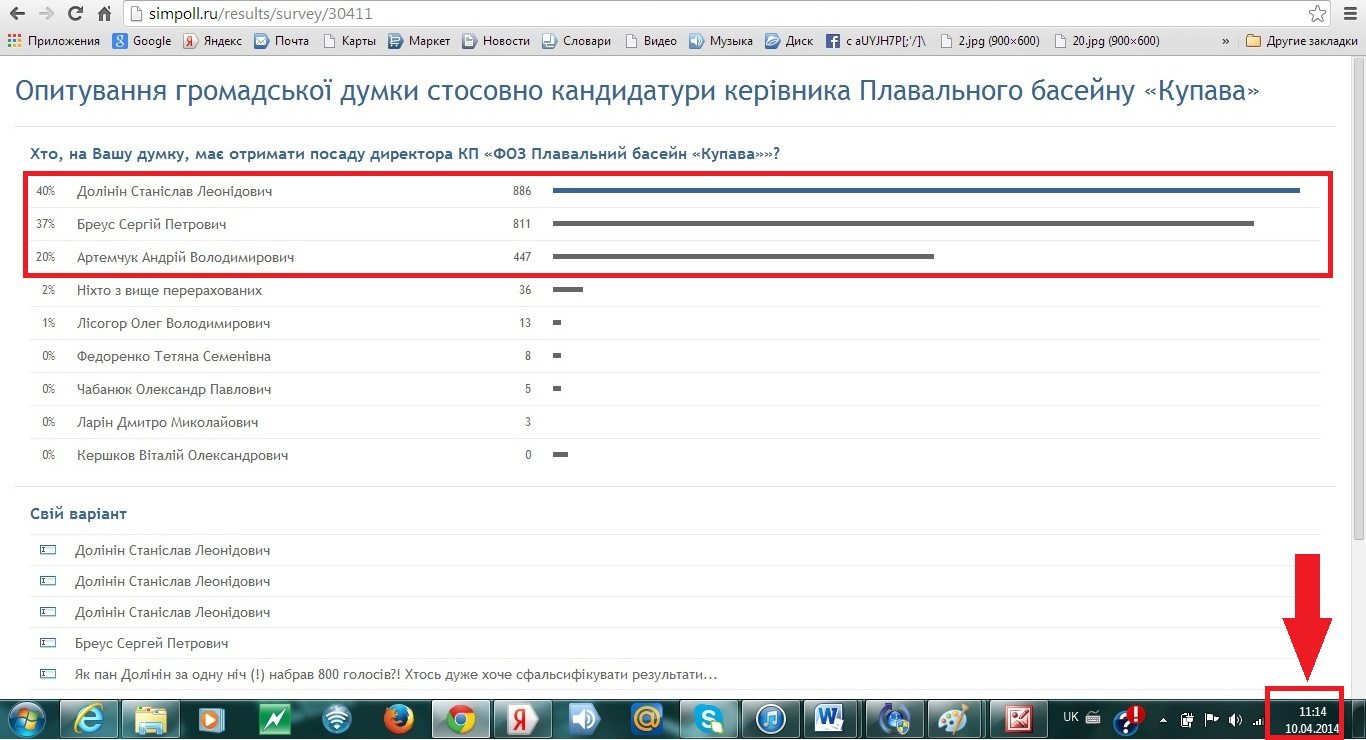 simpoll.ru/results/survey/30411
Приложения Google Яндекс Почта Карты Маркет Новости Словари Видео Музыка Диск с aUYJH7P[;'/]\ 2.jpg (900×600) 20.jpg (900×600) » Другие закладки
Опитування громадської думки стосовно кандидатури керівника Плавального басейну «Купава»
Хто, на Вашу думку, має отримати посаду директора КП «ФОЗ Плавальний басейн «Купава»»?
40% Долінін Станіслав Леонідович 886
37% Бреус Сергій Петрович 811
20% Артемчук Андрій Володимирович 447
2% Ніхто з вище перерахованих 36
1% Лісогор Олег Володимирович 13
0% Федоренко Тетяна Семенівна 8
0% Чабанюк Олександр Павлович 5
0% Ларін Дмитро Миколайович 3
0% Кершков Віталій Олександрович 0
Свій варіант
Долінін Станіслав Леонідович
Долінін Станіслав Леонідович
Долінін Станіслав Леонідович
Бреус Сергей Петрович
Як пан Долінін за одну ніч (!) набрав 800 голосів?! Хтось дуже хоче сфальсифікувати результати...
UK 11:14
10.04.2014